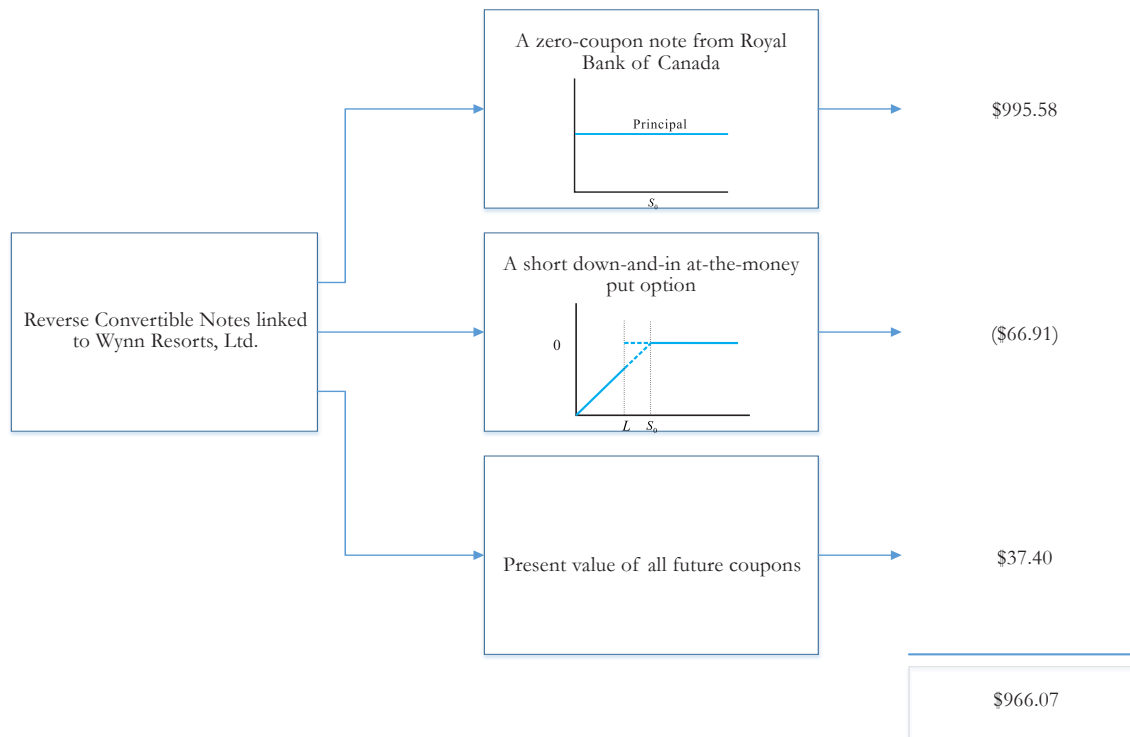 Reverse Convertible Notes linked
to Wynn Resorts, Ltd.
A zero-coupon note from Royal
Bank of Canada
Principal
S₀
$995.58
A short down-and-in at-the-money
put option
0
L S₀
($66.91)
Present value of all future coupons
$37.40
$966.07